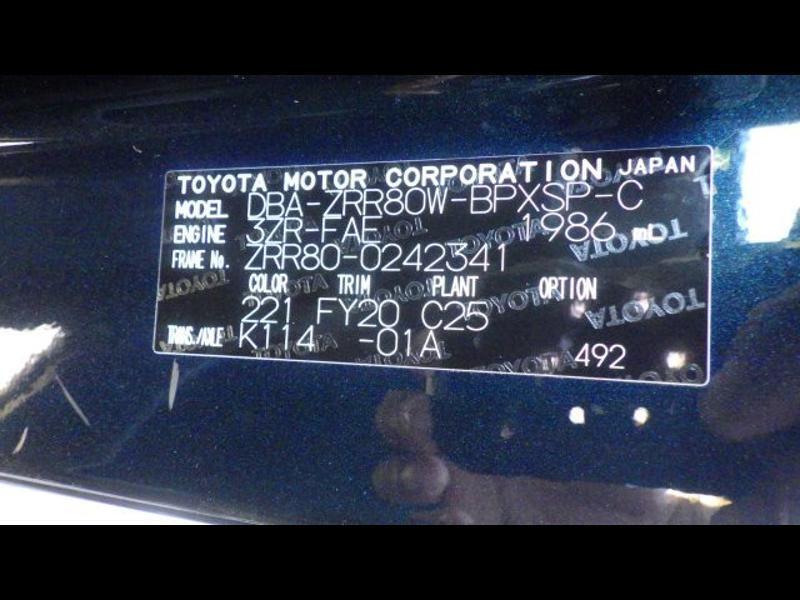 TOYOTA MOTOR CORPORATION JAPAN
MODEL DBA-ZRR80W-BPXSP-C
ENGINE 3ZR-FAE 1986 mL
FRAME No. ZRR80-0242341
COLOR TRIM PLANT OPTION
221 FY20 C25
TRANS./AXLE K114 -01A
492